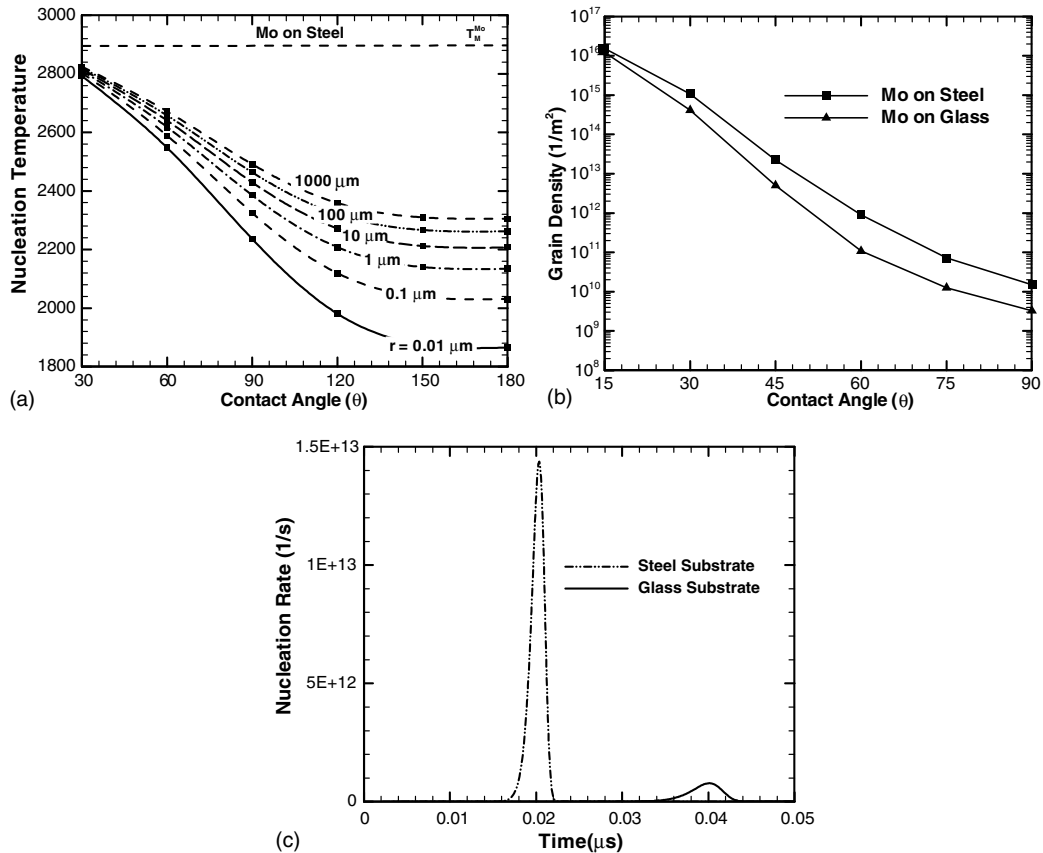 3000
2800
2600
2400
2200
2000
1800
30
60
90
120
150
180
Nucleation Temperature
Contact Angle (θ)
Mo on Steel
T_M^Mo
1000 μm
100 μm
10 μm
1 μm
0.1 μm
r = 0.01 μm
(a)
10^17
10^16
10^15
10^14
10^13
10^12
10^11
10^10
10^9
10^8
15
30
45
60
75
90
Grain Density (1/m²)
Contact Angle (θ)
Mo on Steel
Mo on Glass
(b)
1.5E+13
1E+13
5E+12
0
0
0.01
0.02
0.03
0.04
0.05
Nucleation Rate (1/s)
Time(μs)
Steel Substrate
Glass Substrate
(c)